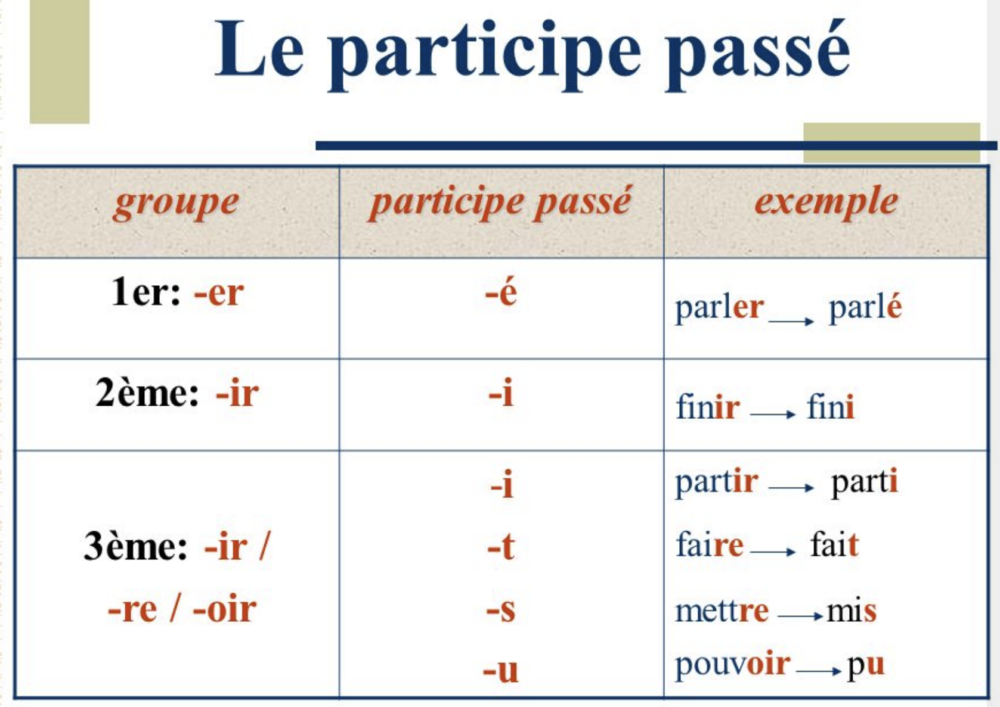 Le participe passé
groupe participe passé exemple
1er: -er -é parler → parlé
2ème: -ir -i finir → fini
3ème: -ir /
-re / -oir
-i partir → parti
-t faire → fait
-s mettre → mis
-u pouvoir → pu